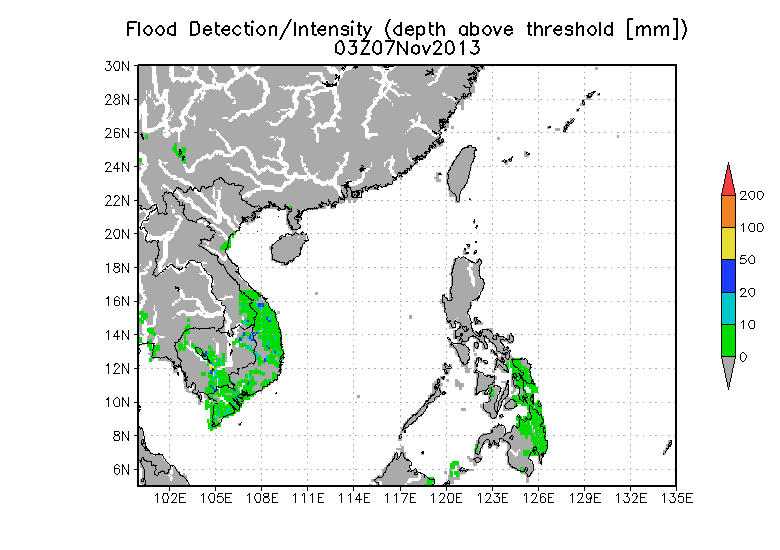 Flood Detection/Intensity (depth above threshold [mm])
03Z07Nov2013
30N
28N
26N
24N
22N
20N
18N
16N
14N
12N
10N
8N
6N
102E 105E 108E 111E 114E 117E 120E 123E 126E 129E 132E 135E
200
100
50
20
10
0